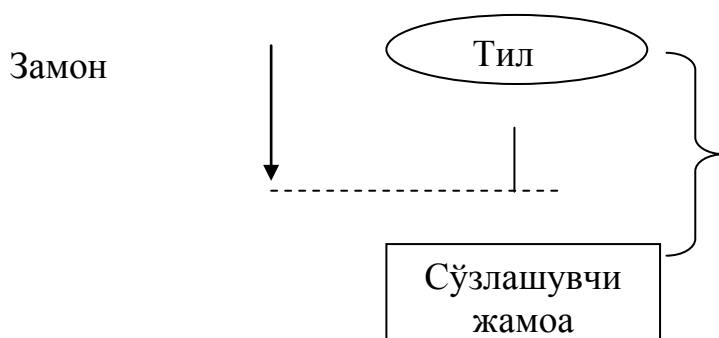 Замон
Тил
Сўзлашувчи
жамоа